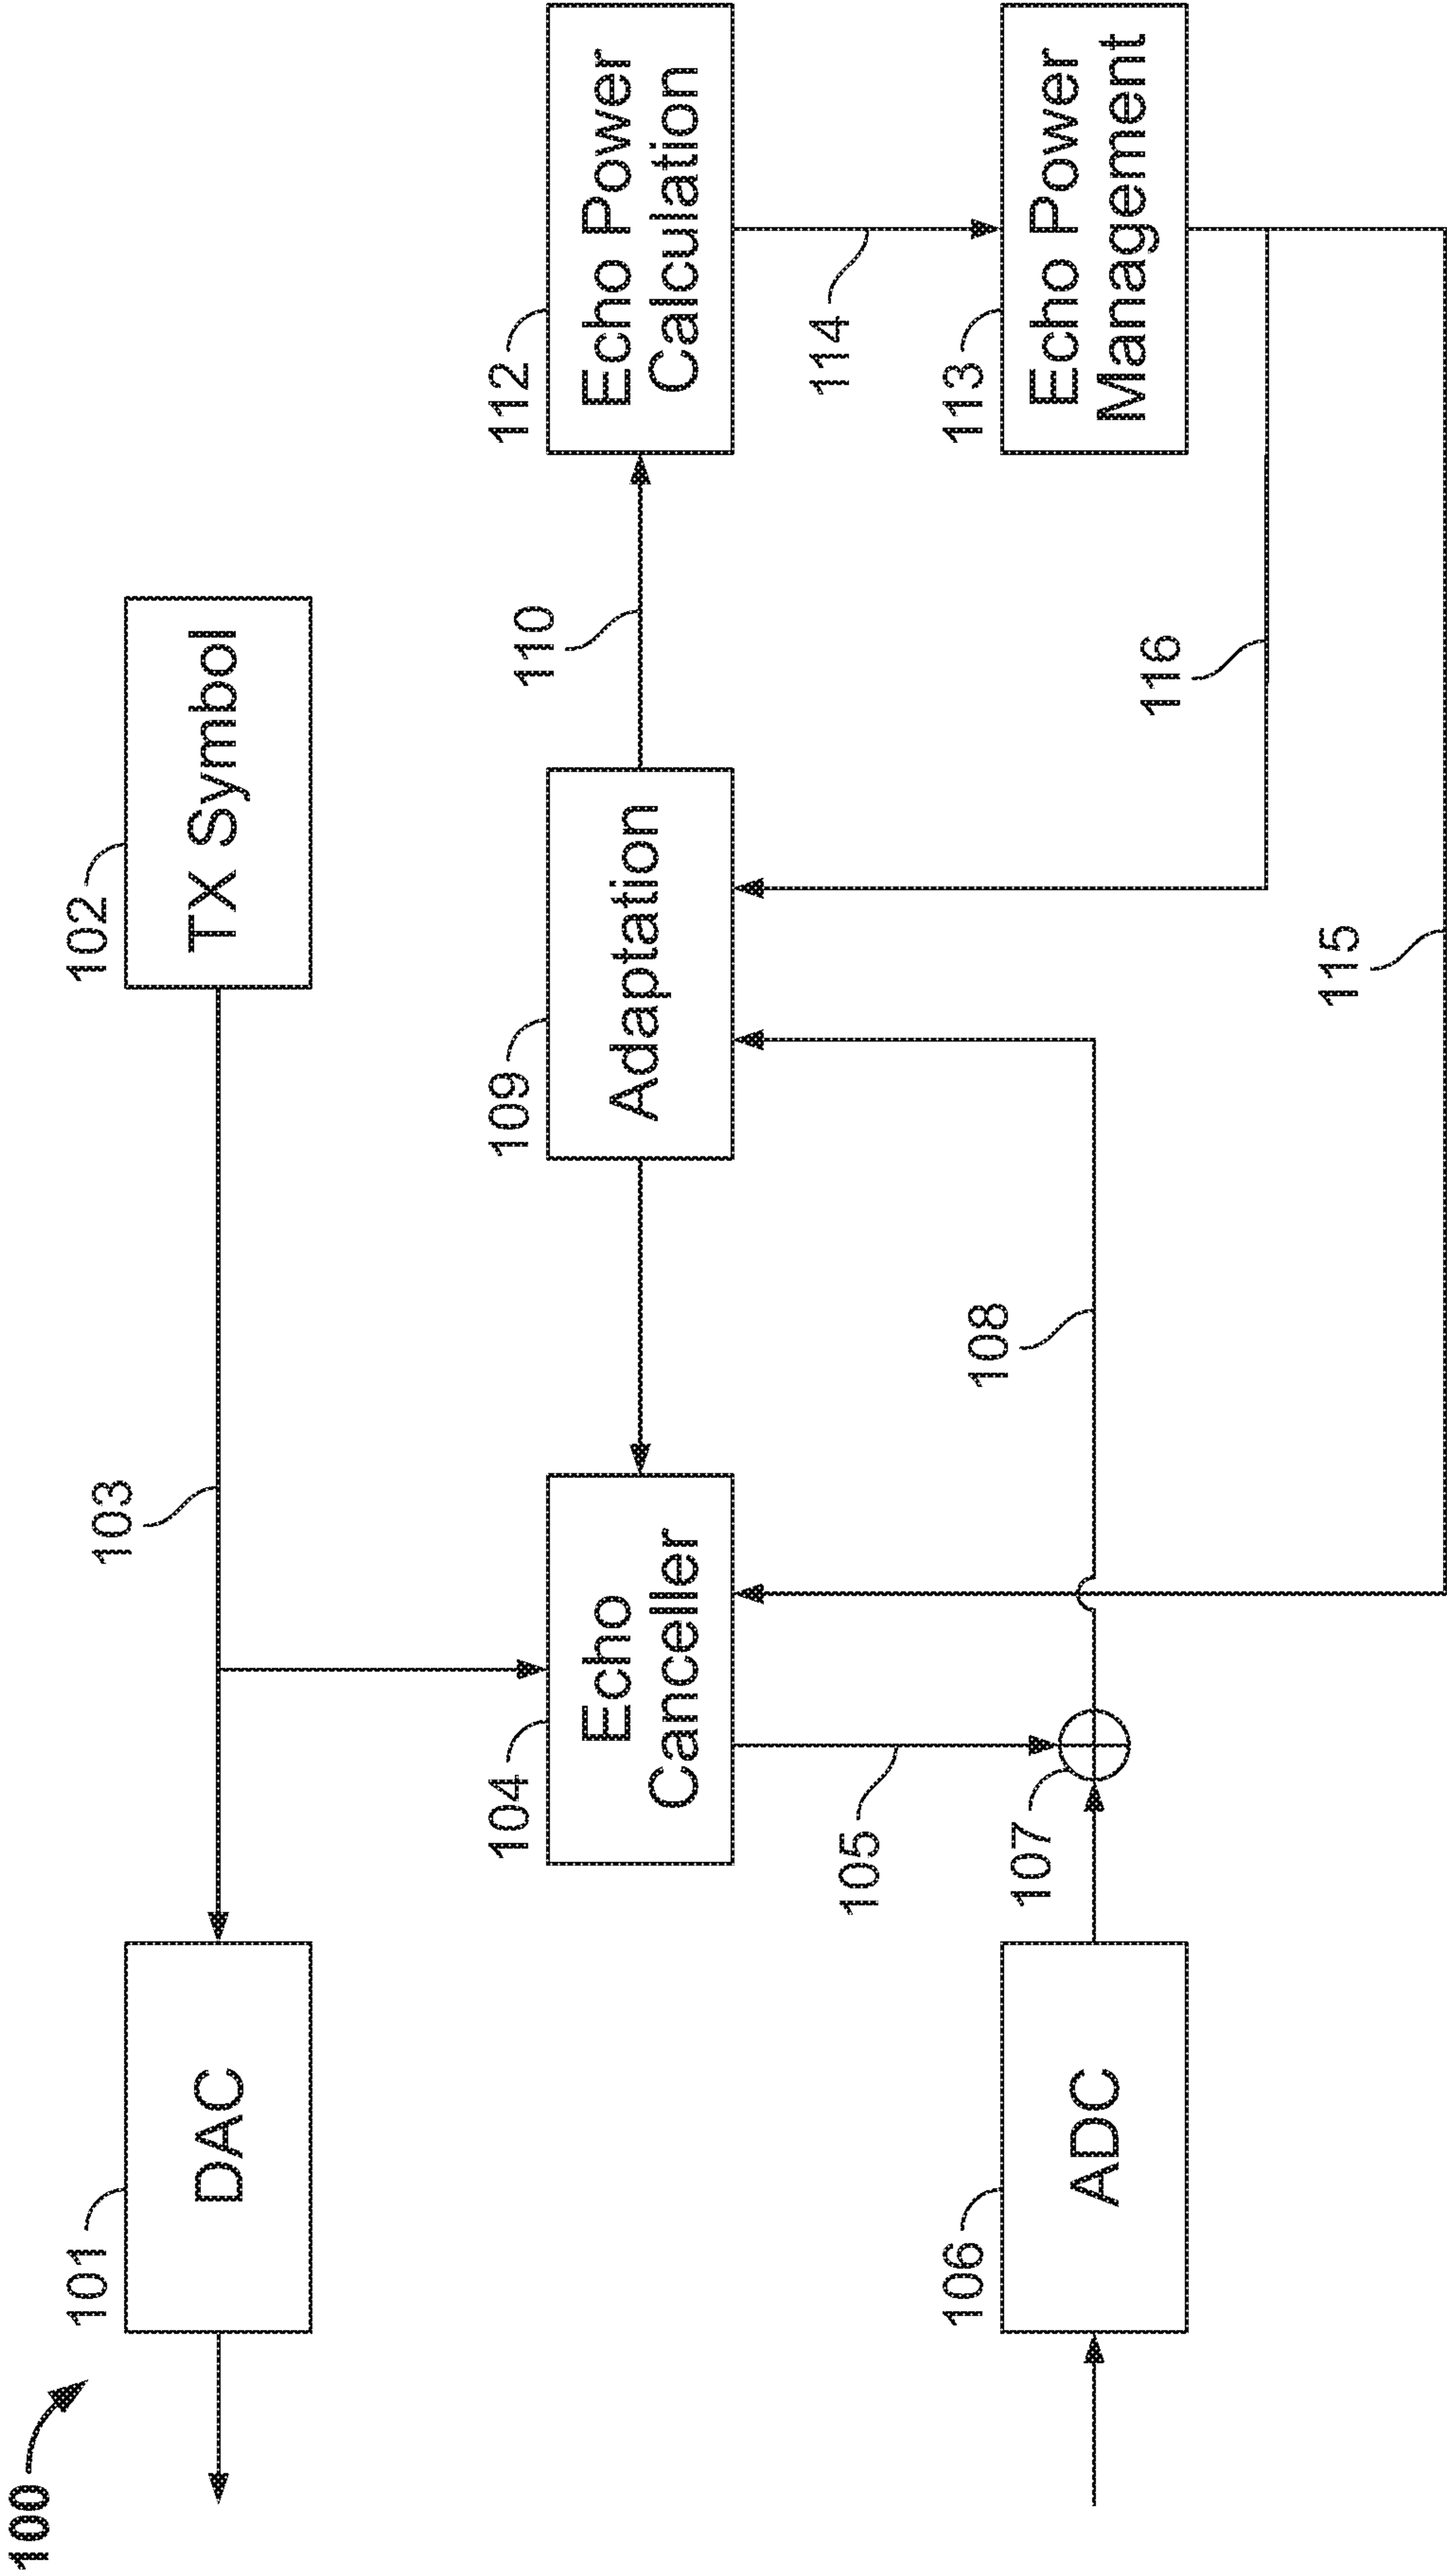 100
101
DAC
103
102
TX Symbol
104
Echo
Canceller
109
Adaptation
110
112
Echo Power
Calculation
105
114
106
ADC
107
108
113
Echo Power
Management
116
115